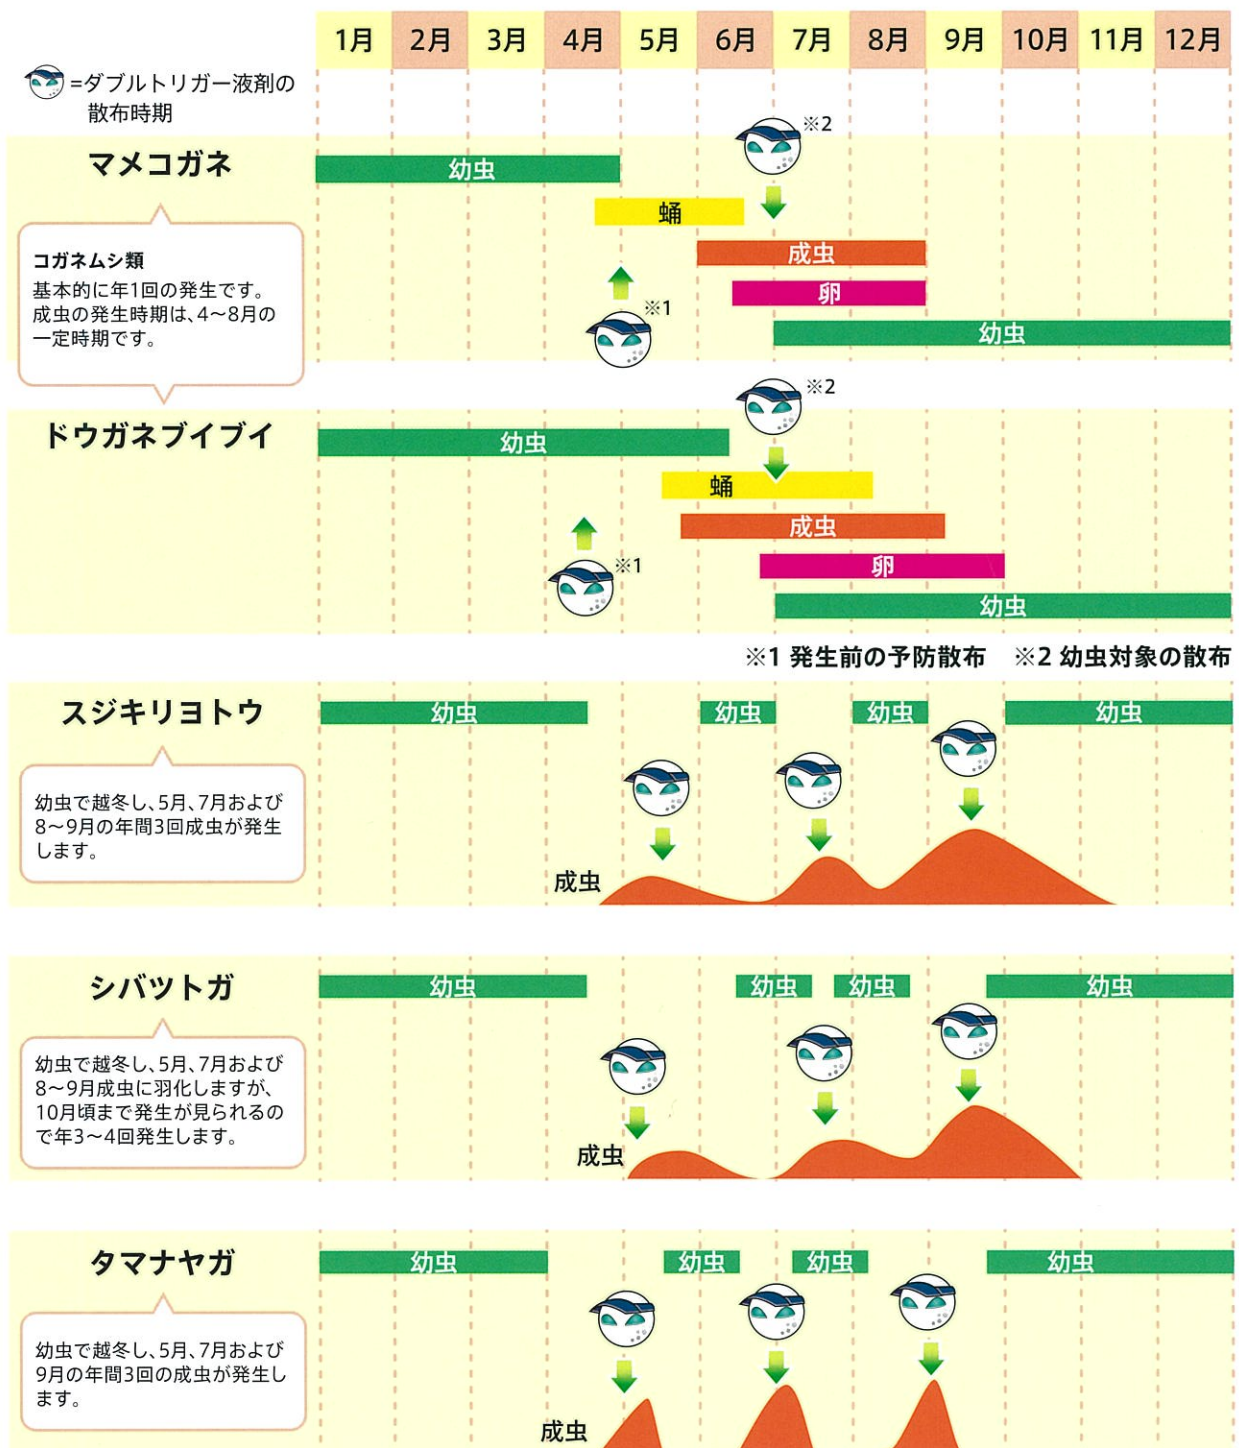 1月 2月 3月 4月 5月 6月 7月 8月 9月 10月 11月 12月
=ダブルトリガー液剤の
散布時期
マメコガネ
幼虫
※2
蛹
成虫
卵
※1
幼虫
コガネムシ類
基本的に年1回の発生です。
成虫の発生時期は、4～8月の
一定時期です。
ドウガネブイブイ
幼虫
※2
蛹
成虫
※1
卵
幼虫
※1 発生前の予防散布 ※2 幼虫対象の散布
スジキリヨトウ
幼虫 幼虫 幼虫 幼虫
幼虫で越冬し、5月、7月および
8～9月の年間3回成虫が発生
します。
成虫
シバツトガ
幼虫 幼虫 幼虫 幼虫
幼虫で越冬し、5月、7月および
8～9月成虫に羽化しますが、
10月頃まで発生が見られるの
で年3～4回発生します。
成虫
タマナヤガ
幼虫 幼虫 幼虫 幼虫
幼虫で越冬し、5月、7月および
9月の年間3回の成虫が発生し
ます。
成虫